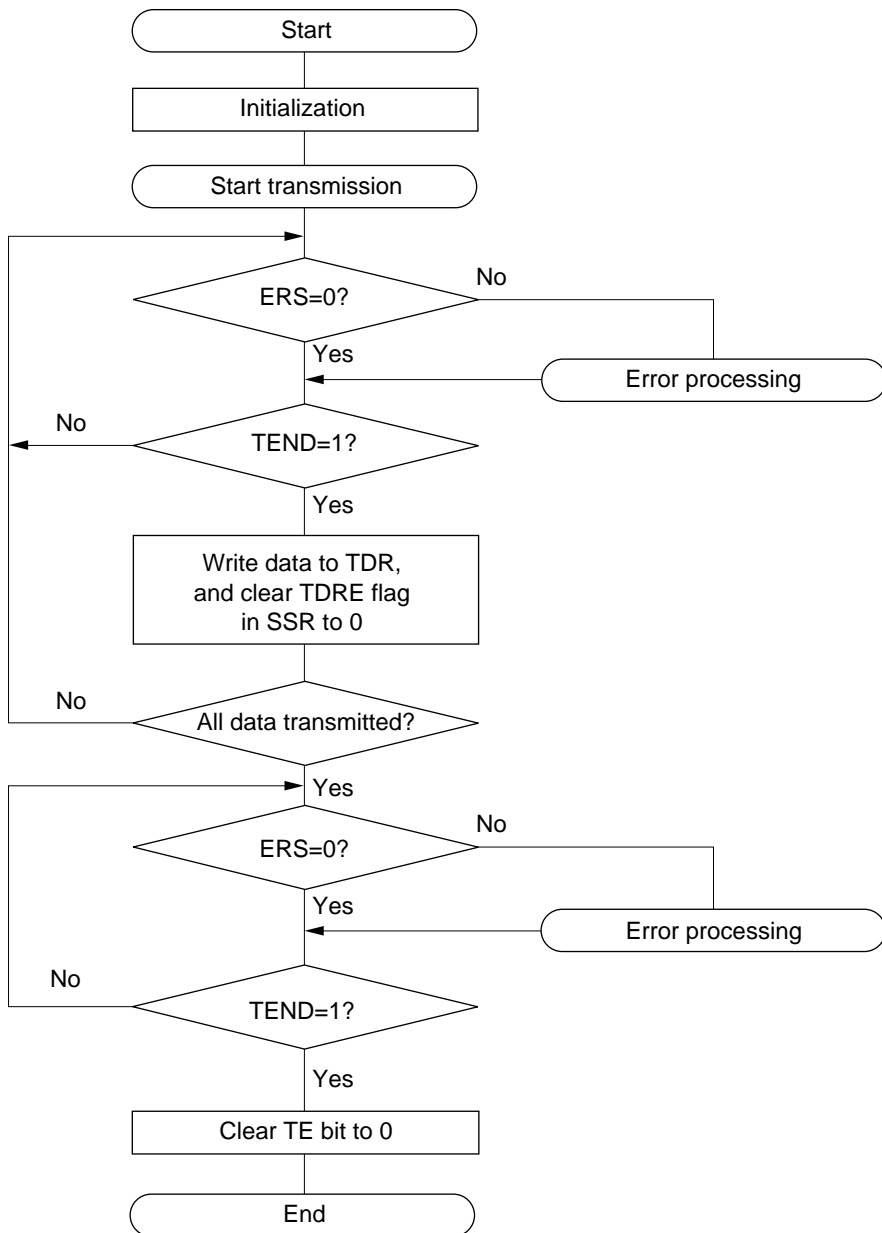 Start
Initialization
Start transmission
ERS=0?
No
Yes
Error processing
No
TEND=1?
Yes
Write data to TDR,
and clear TDRE flag
in SSR to 0
No
All data transmitted?
Yes
ERS=0?
No
Yes
Error processing
No
TEND=1?
Yes
Clear TE bit to 0
End